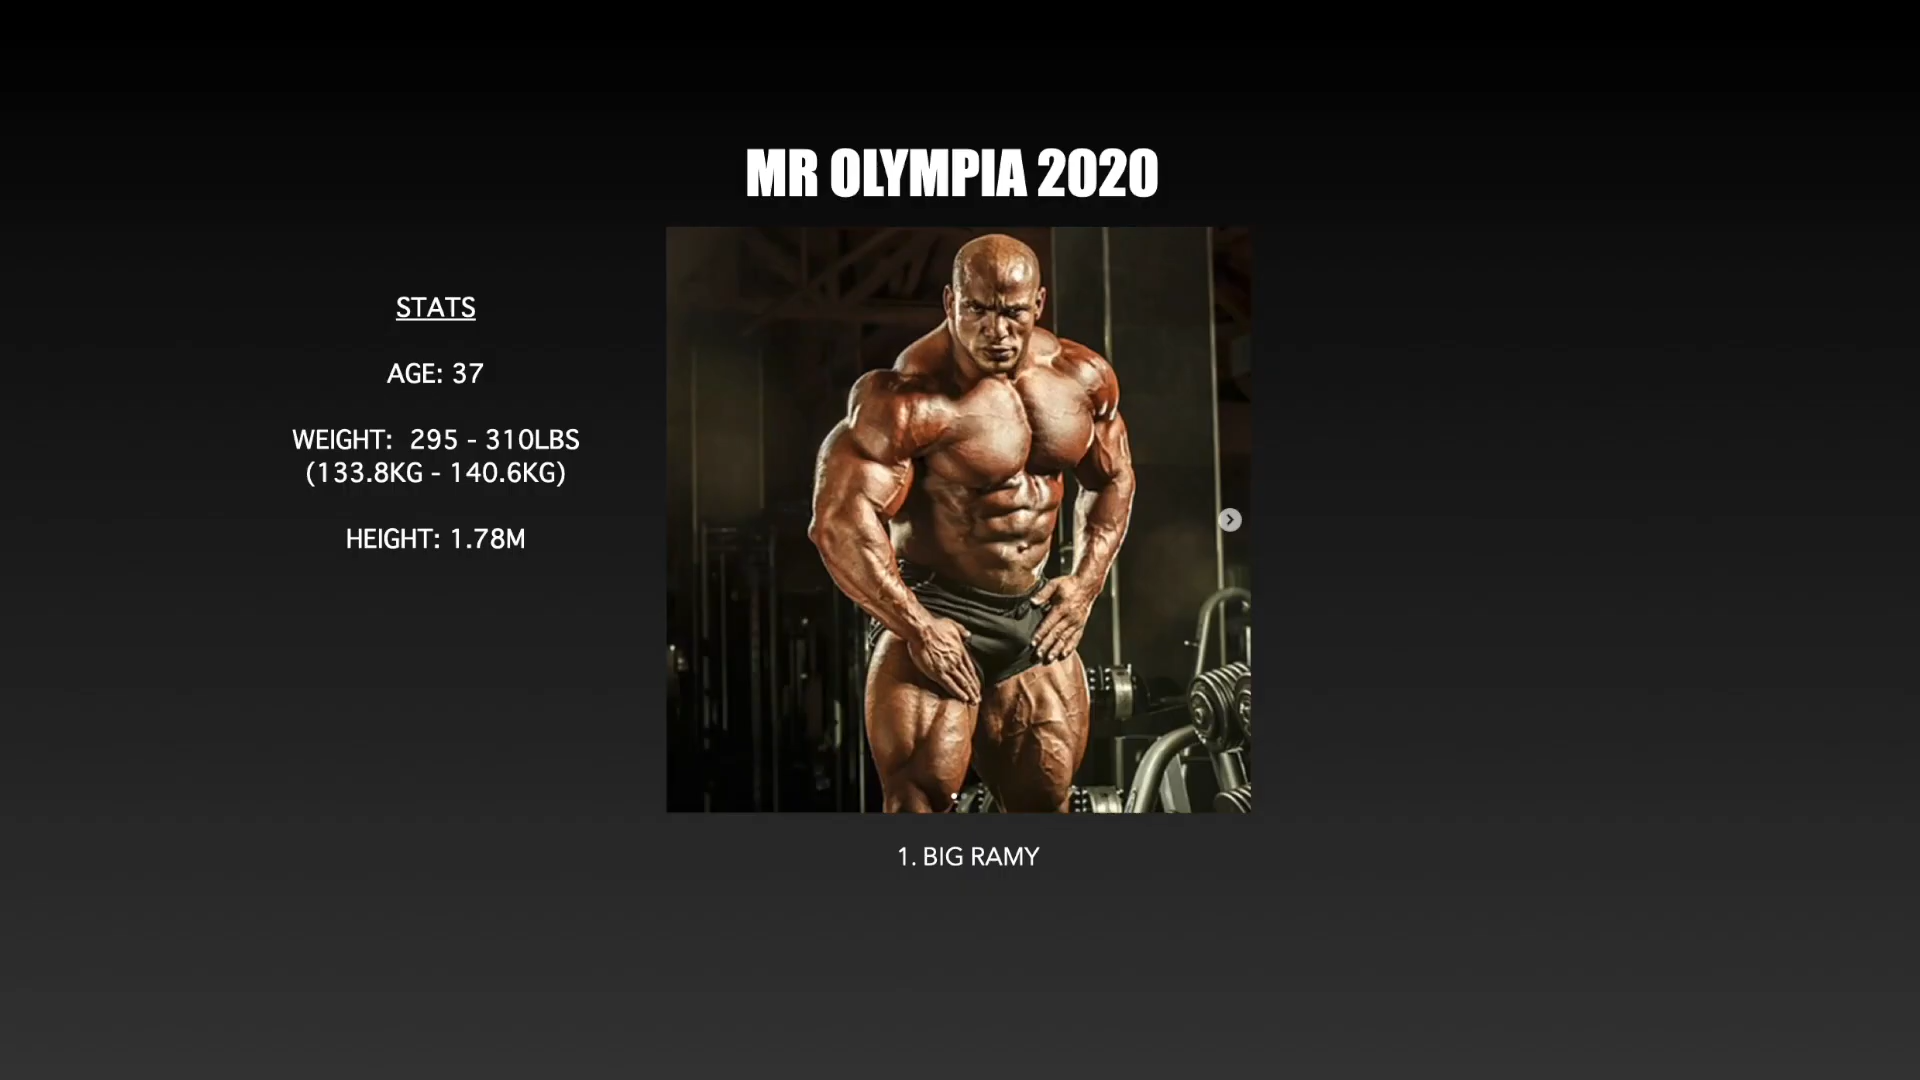 MR OLYMPIA 2020
STATS
AGE: 37
WEIGHT:  295 - 310LBS
(133.8KG - 140.6KG)
HEIGHT: 1.78M
1. BIG RAMY